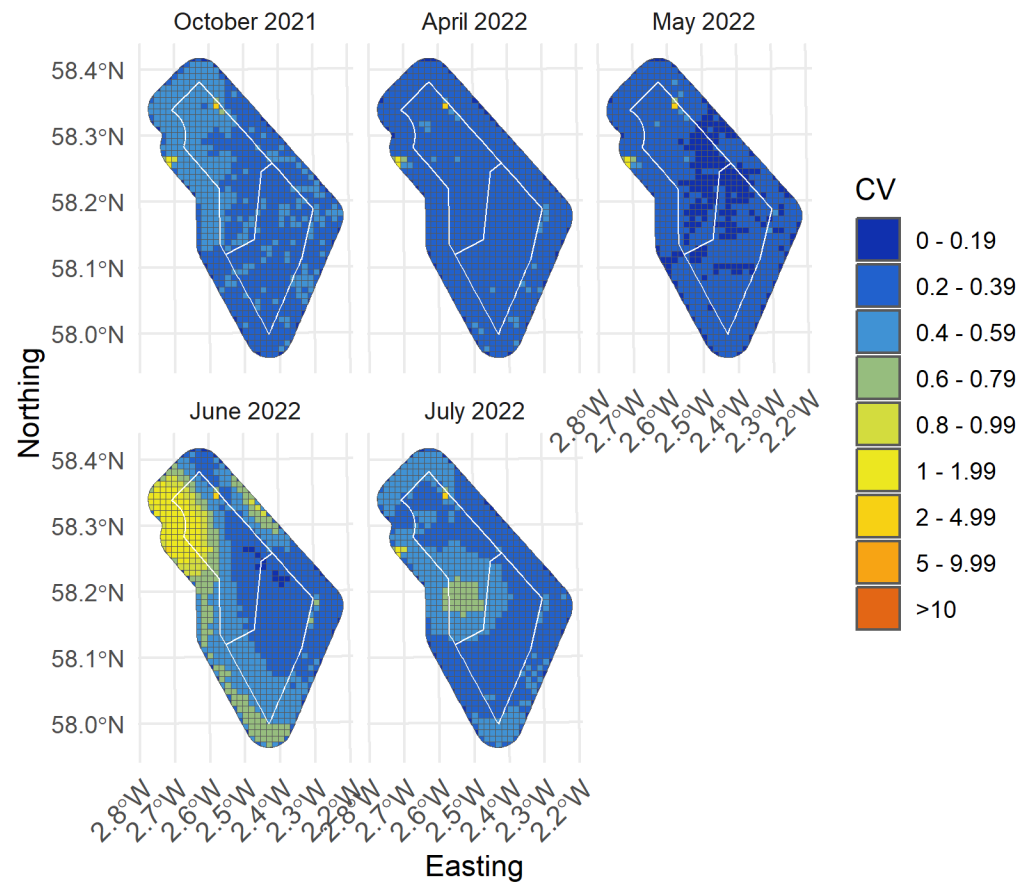 October 2021
April 2022
May 2022
58.4°N
58.3°N
58.2°N
58.1°N
58.0°N
2.8°W
2.7°W
2.6°W
2.5°W
2.4°W
2.3°W
2.2°W
June 2022
July 2022
58.4°N
58.3°N
58.2°N
58.1°N
58.0°N
2.8°W
2.7°W
2.6°W
2.5°W
2.4°W
2.3°W
2.2°W
2.8°W
2.7°W
2.6°W
2.5°W
2.4°W
2.3°W
2.2°W
Northing
Easting
CV
0 - 0.19
0.2 - 0.39
0.4 - 0.59
0.6 - 0.79
0.8 - 0.99
1 - 1.99
2 - 4.99
5 - 9.99
>10